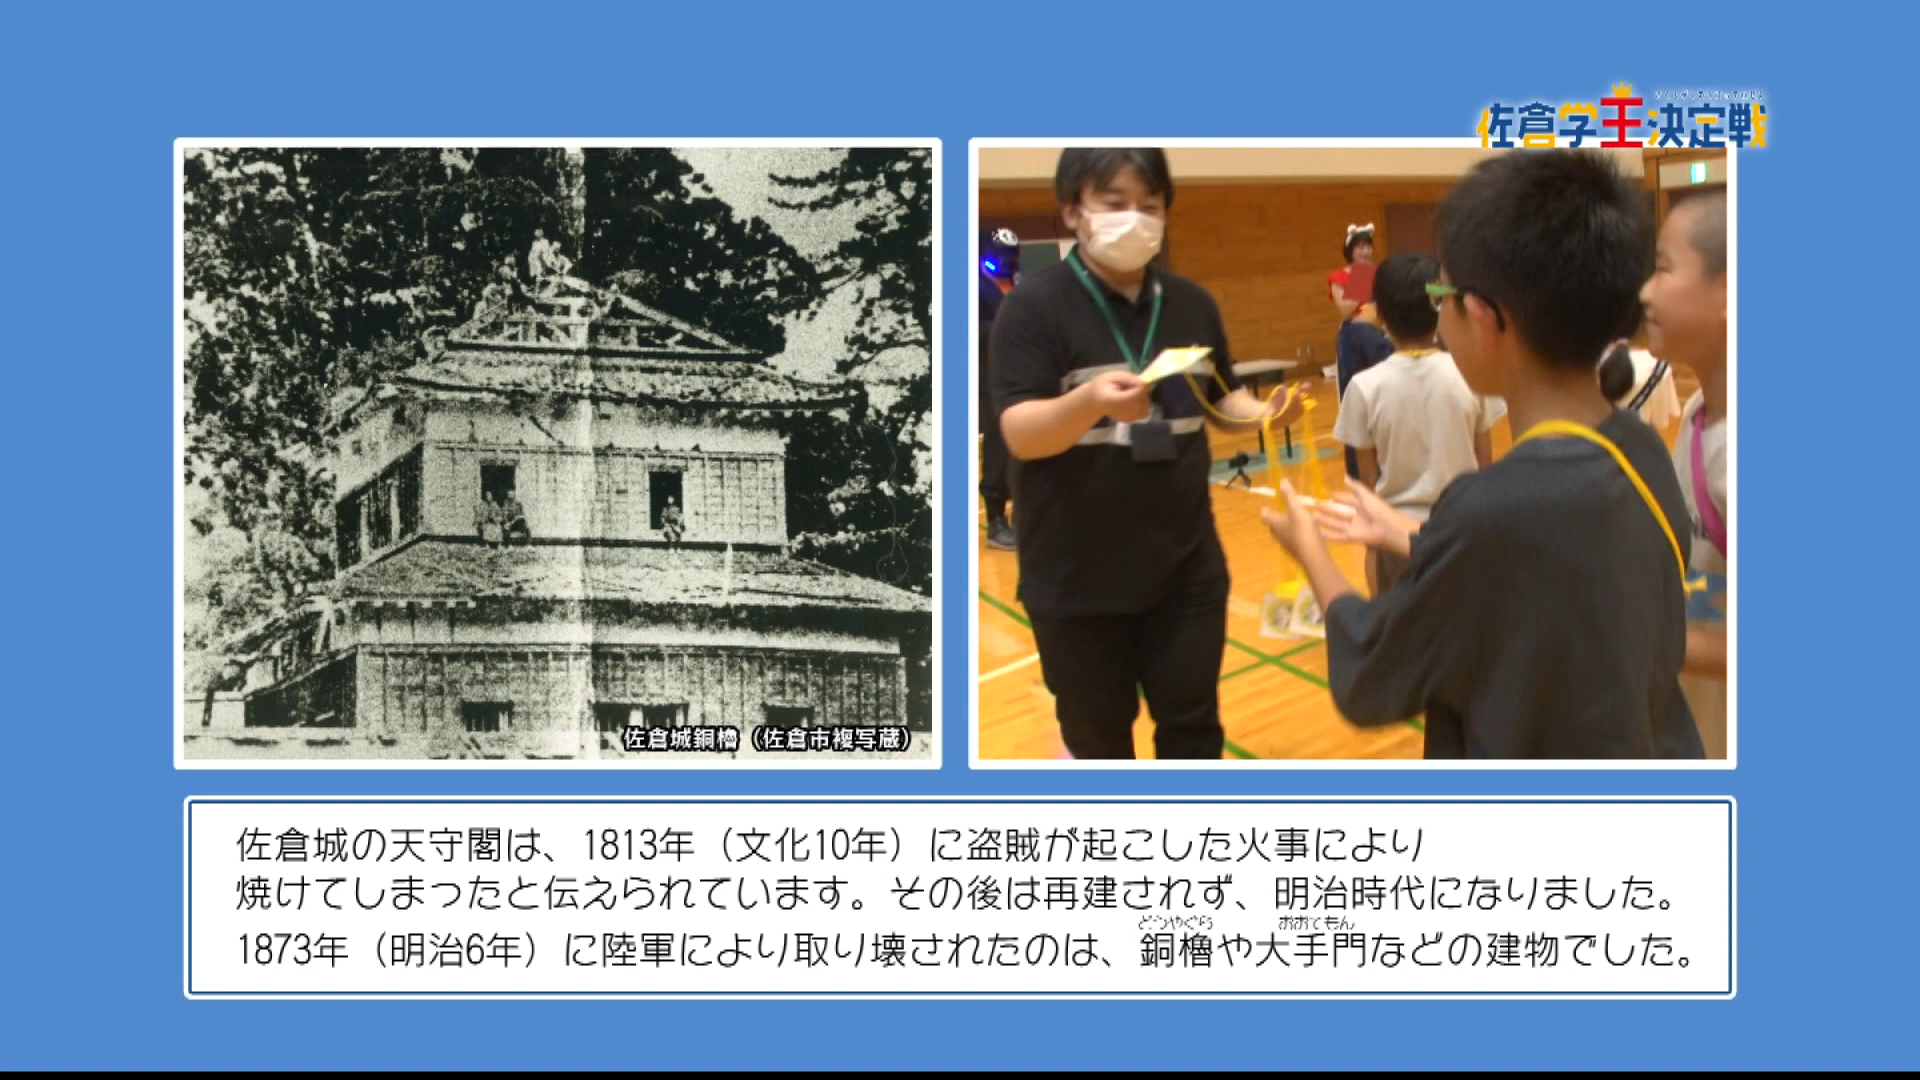 佐倉学王決定戦
佐倉城銅櫓（佐倉市複写蔵）
佐倉城の天守閣は、1813年（文化10年）に盗賊が起こした火事により
焼けてしまったと伝えられています。その後は再建されず、明治時代になりました。
どうやぐら おおてもん
1873年（明治6年）に陸軍により取り壊されたのは、銅櫓や大手門などの建物でした。